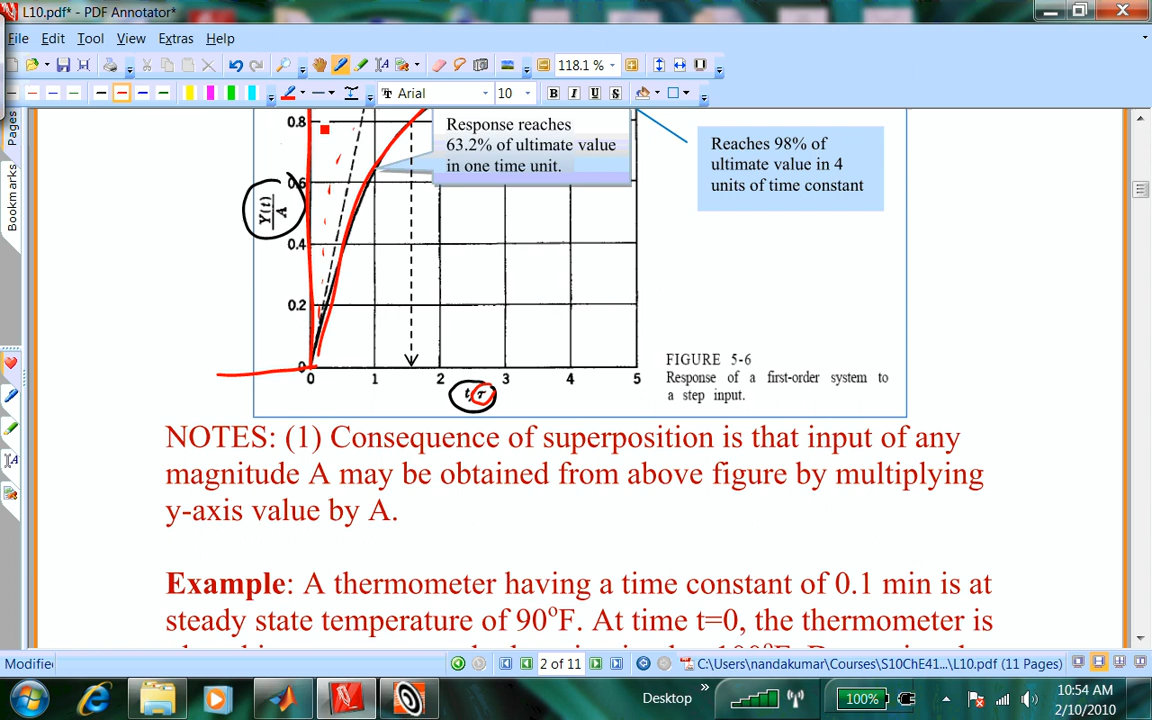 L10.pdf* - PDF Annotator*
File Edit Tool View Extras Help
118.1 %
Arial 10 B I U S
Pages
Bookmarks
0.8
0.6
0.4
0.2
0
Y(t)
A
0 1 2 3 4 5
t/τ
Response reaches
63.2% of ultimate value
in one time unit.
Reaches 98% of
ultimate value in 4
units of time constant
FIGURE 5-6
Response of a first-order system to
a step input.
NOTES: (1) Consequence of superposition is that input of any
magnitude A may be obtained from above figure by multiplying
y-axis value by A.
Example: A thermometer having a time constant of 0.1 min is at
steady state temperature of 90°F. At time t=0, the thermometer is
Modifie
2 of 11
C:\Users\nandakumar\Courses\S10ChE41...\L10.pdf (11 Pages)
Desktop
100%
10:54 AM
2/10/2010